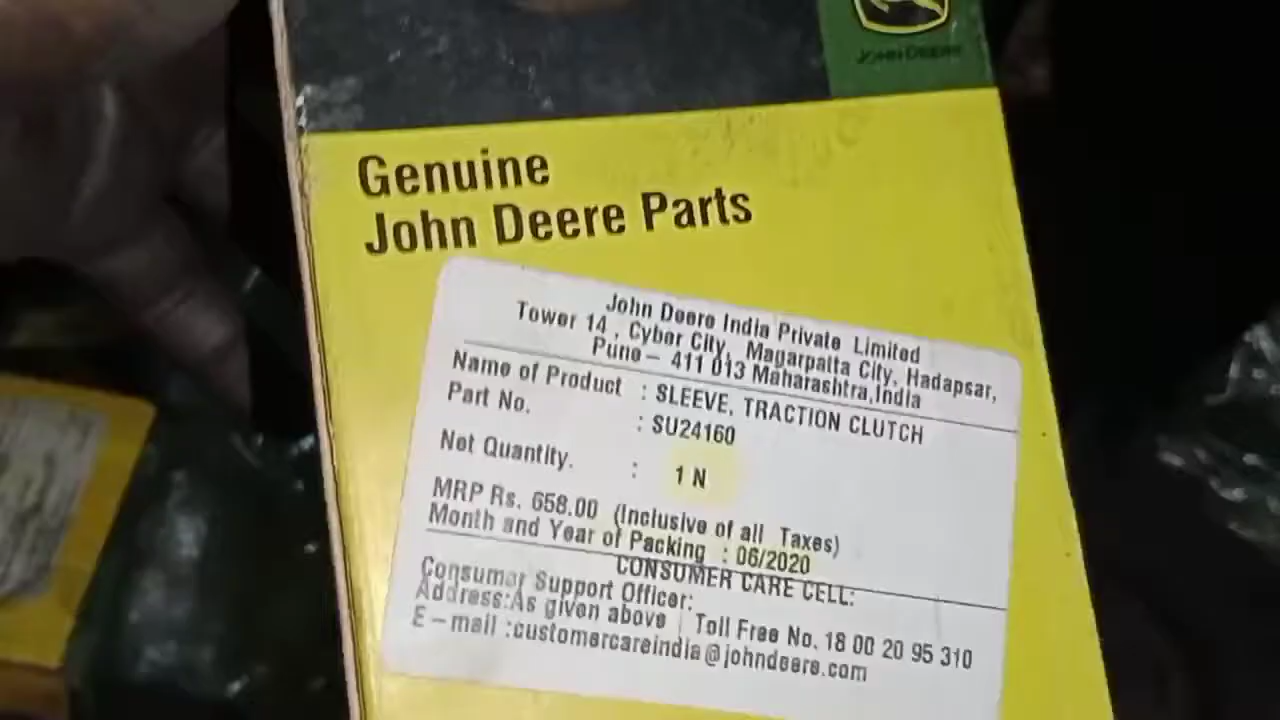 JOHN DEERE
Genuine
John Deere Parts
John Deere India Private Limited
Tower 14 , Cyber City, Magarpatta City, Hadapsar,
Pune – 411 013 Maharashtra,India
Name of Product : SLEEVE, TRACTION CLUTCH
Part No. : SU24160
Net Quantity. : 1 N
MRP Rs. 658.00 (Inclusive of all Taxes)
Month and Year of Packing : 06/2020
CONSUMER CARE CELL:
Consumer Support Officer:
Address:As given above Toll Free No. 18 00 20 95 310
E – mail :customercareindia@johndeere.com